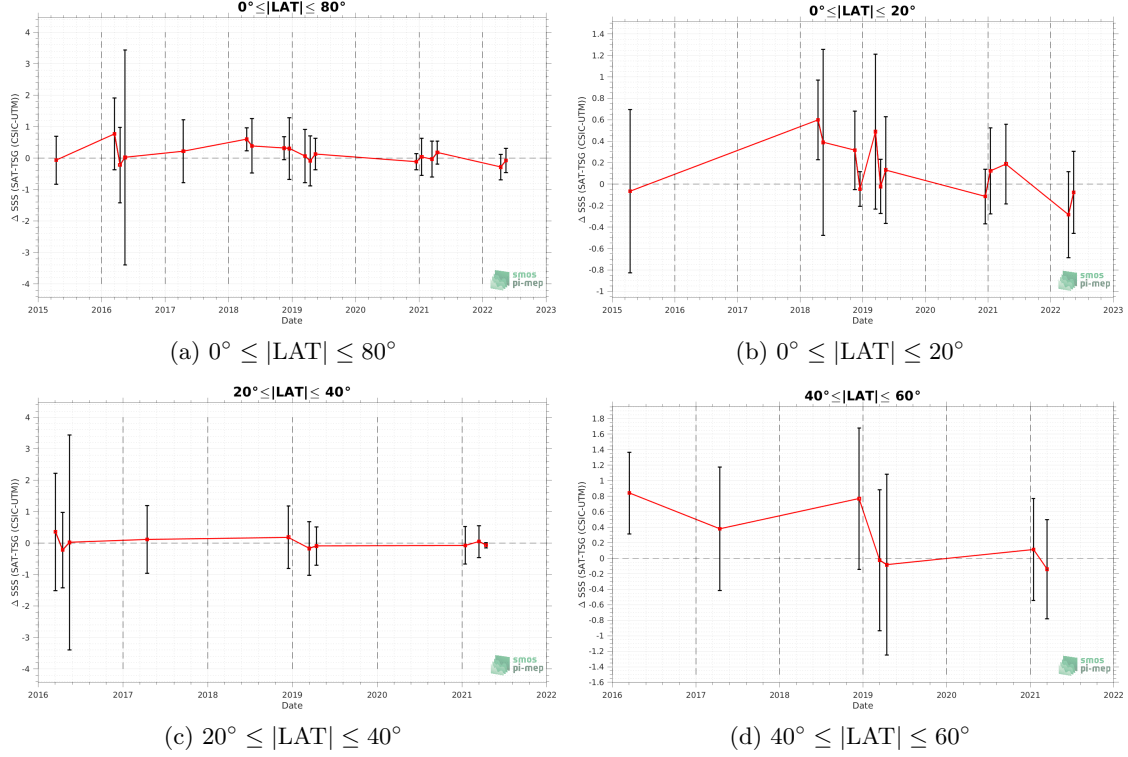 0°≤|LAT|≤ 80°
4
3
2
1
0
-1
-2
-3
-4
Δ SSS (SAT-TSG (CSIC-UTM))
2015 2016 2017 2018 2019 2020 2021 2022 2023
Date
smos
pi-mep
(a) 0° ≤ |LAT| ≤ 80°
0°≤|LAT|≤ 20°
1.4
1.2
1
0.8
0.6
0.4
0.2
0
-0.2
-0.4
-0.6
-0.8
-1
Δ SSS (SAT-TSG (CSIC-UTM))
2015 2016 2017 2018 2019 2020 2021 2022 2023
Date
smos
pi-mep
(b) 0° ≤ |LAT| ≤ 20°
20°≤|LAT|≤ 40°
4
3
2
1
0
-1
-2
-3
-4
Δ SSS (SAT-TSG (CSIC-UTM))
2016 2017 2018 2019 2020 2021 2022
Date
smos
pi-mep
(c) 20° ≤ |LAT| ≤ 40°
40°≤|LAT|≤ 60°
1.8
1.6
1.4
1.2
1
0.8
0.6
0.4
0.2
0
-0.2
-0.4
-0.6
-0.8
-1
-1.2
-1.4
-1.6
Δ SSS (SAT-TSG (CSIC-UTM))
2016 2017 2018 2019 2020 2021 2022
Date
smos
pi-mep
(d) 40° ≤ |LAT| ≤ 60°